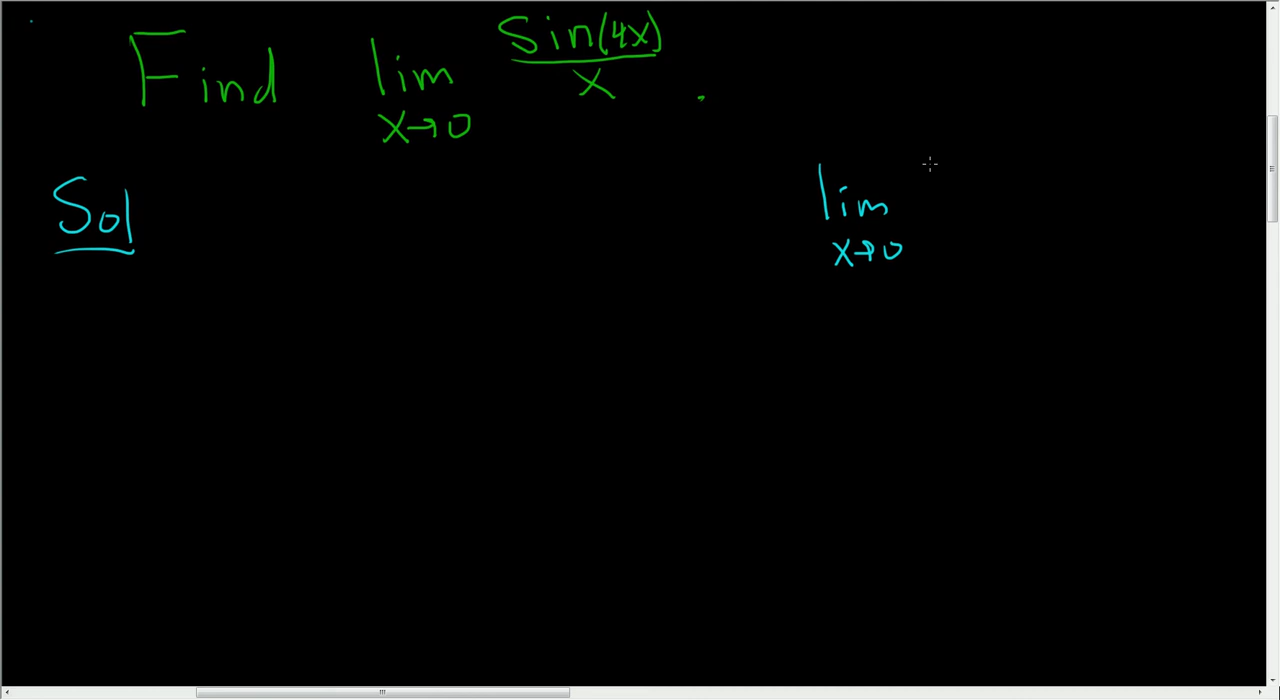 Find lim x→0 sin(4x)/x .
Sol
lim x→0